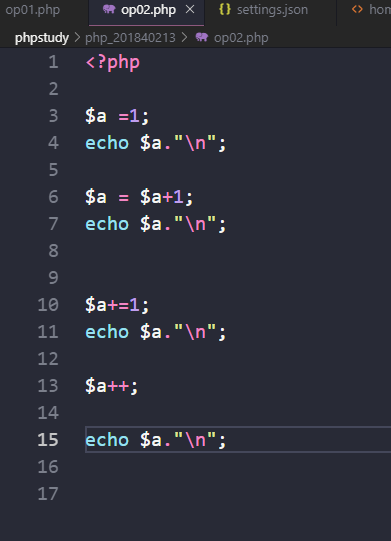 op01.php op02.php × {} settings.json <> hom
phpstudy > php_201840213 > op02.php
1 <?php
2
3 $a =1;
4 echo $a."\n";
5
6 $a = $a+1;
7 echo $a."\n";
8
9
10 $a+=1;
11 echo $a."\n";
12
13 $a++;
14
15 echo $a."\n";
16
17